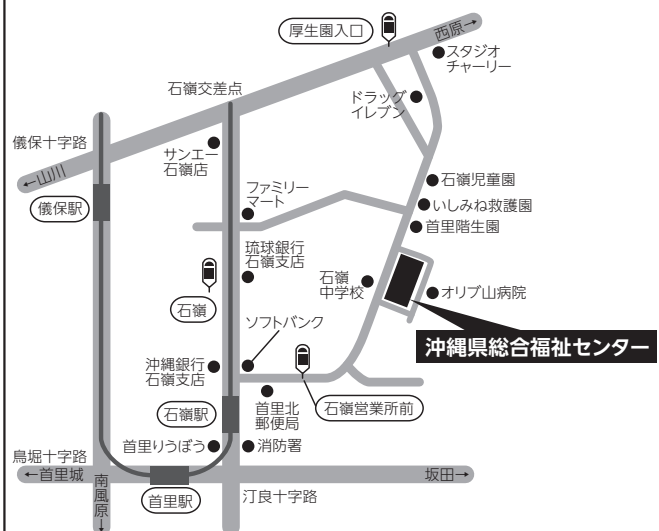 厚生園入口
西原→
スタジオ
チャーリー
石嶺交差点
ドラッグ
イレブン
儀保十字路
サンエー
石嶺店
←山川
石嶺児童園
儀保駅
ファミリー
マート
いしみね救護園
首里階生園
琉球銀行
石嶺支店
石嶺
中学校
オリブ山病院
石嶺
ソフトバンク
沖縄県総合福祉センター
沖縄銀行
石嶺支店
石嶺駅
首里北
郵便局
石嶺営業所前
首里りうぼう
消防署
鳥堀十字路
←首里城
坂田→
南風原→
首里駅
汀良十字路